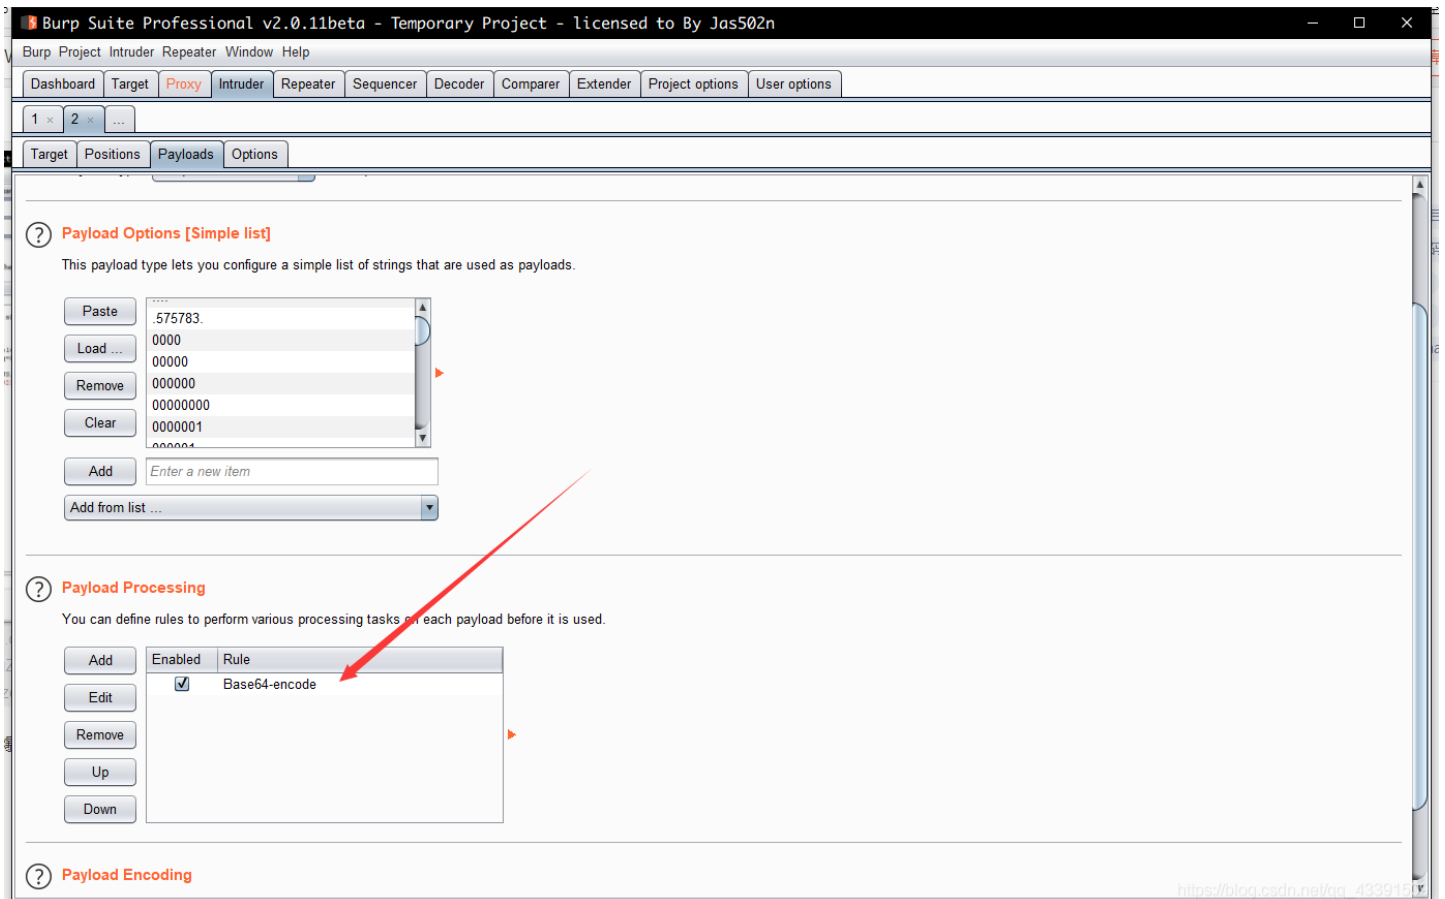 Burp Suite Professional v2.0.11beta - Temporary Project - licensed to By Jas502n
Burp Project Intruder Repeater Window Help
Dashboard Target Proxy Intruder Repeater Sequencer Decoder Comparer Extender Project options User options
1 × 2 × ...
Target Positions Payloads Options
? Payload Options [Simple list]
This payload type lets you configure a simple list of strings that are used as payloads.
Paste
Load ...
Remove
Clear
....
.575783.
0000
00000
000000
00000000
0000001
000001
Add Enter a new item
Add from list ...
? Payload Processing
You can define rules to perform various processing tasks on each payload before it is used.
Add
Edit
Remove
Up
Down
Enabled Rule
Base64-encode
? Payload Encoding